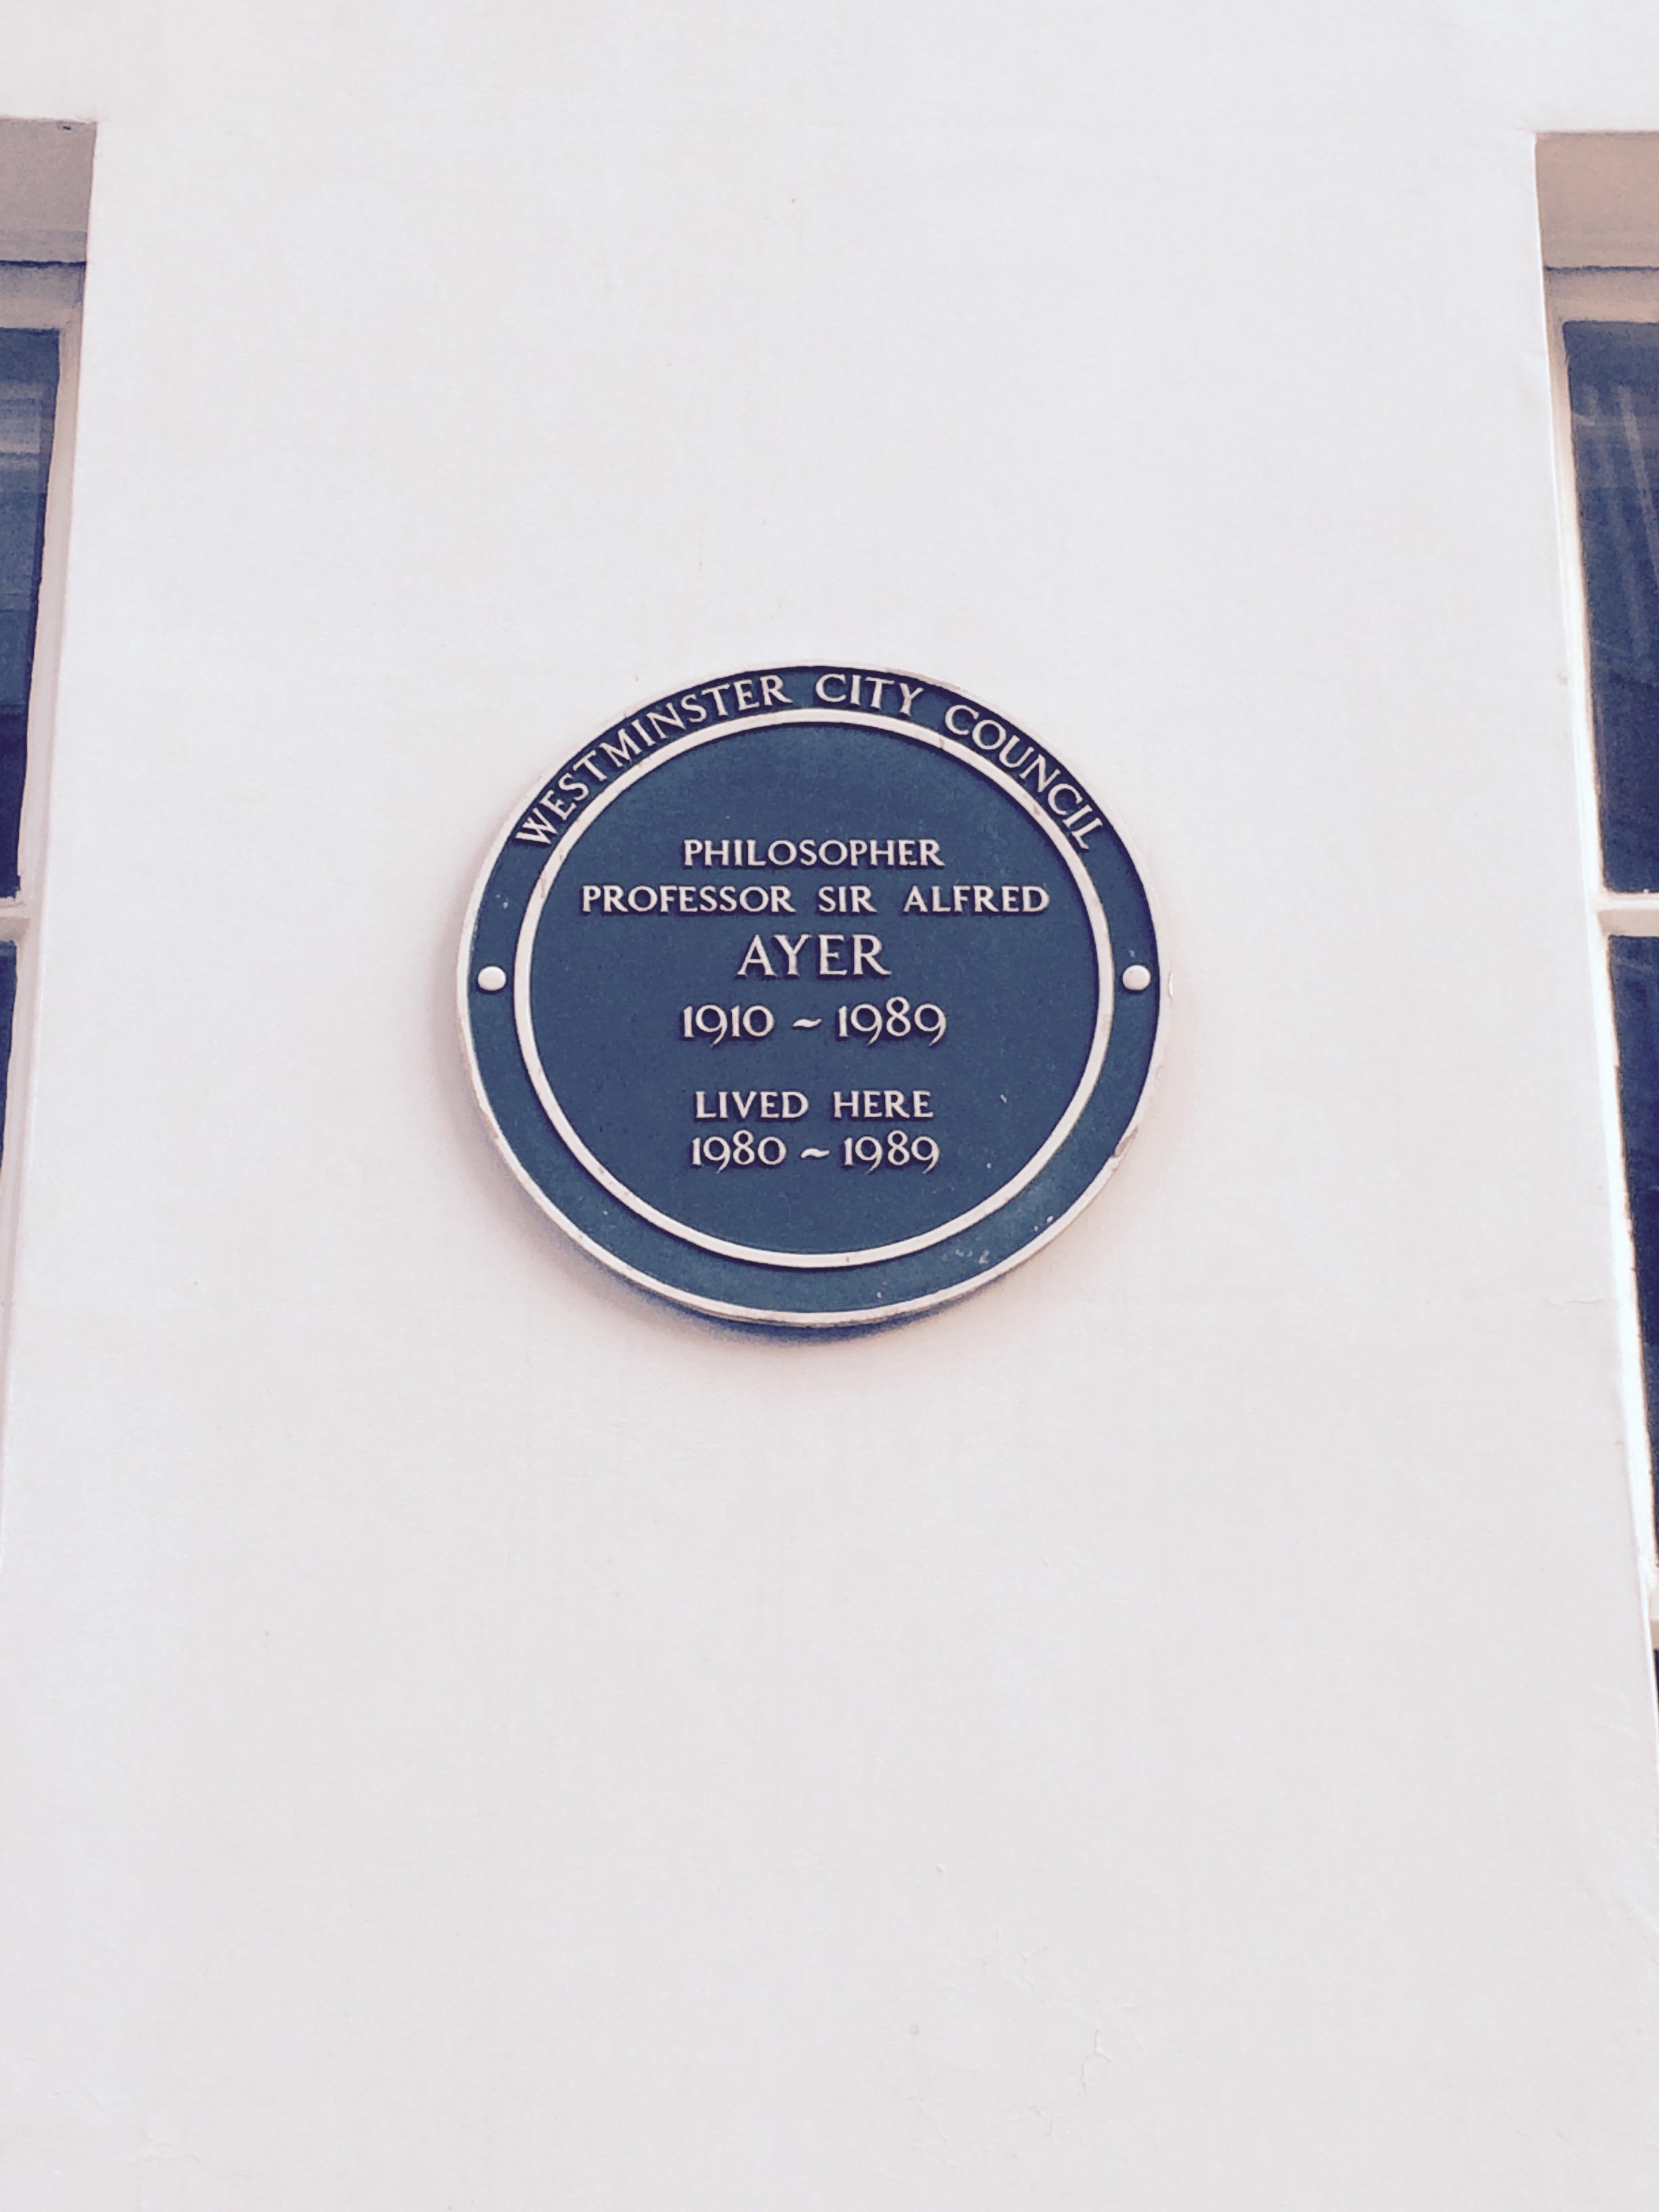 WESTMINSTER CITY COUNCIL
PHILOSOPHER
PROFESSOR SIR ALFRED
AYER
1910 ~ 1989
LIVED HERE
1980 ~ 1989